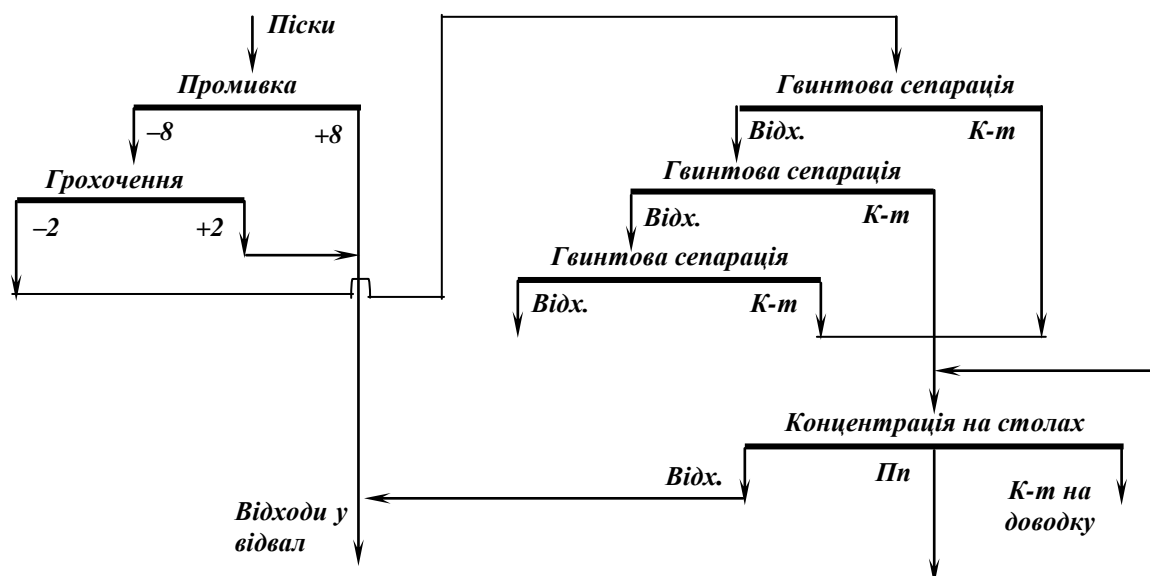 Піски
Промивка
–8
+8
Грохочення
–2
+2
Гвинтова сепарація
Відх.
К-т
Гвинтова сепарація
Відх.
К-т
Гвинтова сепарація
Відх.
К-т
Концентрація на столах
Відх.
Пп
К-т на
доводку
Відходи у
відвал